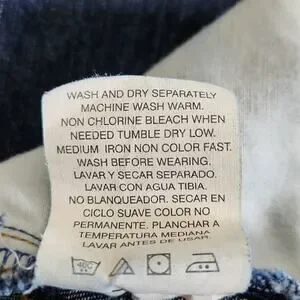 WASH AND DRY SEPARATELY
MACHINE WASH WARM.
NON CHLORINE BLEACH WHEN
NEEDED TUMBLE DRY LOW.
MEDIUM IRON NON COLOR FAST.
WASH BEFORE WEARING.
LAVAR Y SECAR SEPARADO.
LAVAR CON AGUA TIBIA.
NO BLANQUEADOR. SECAR EN
CICLO SUAVE COLOR NO
PERMANENTE. PLANCHAR A
TEMPERATURA MEDIANA
LAVAR ANTES DE USAR.